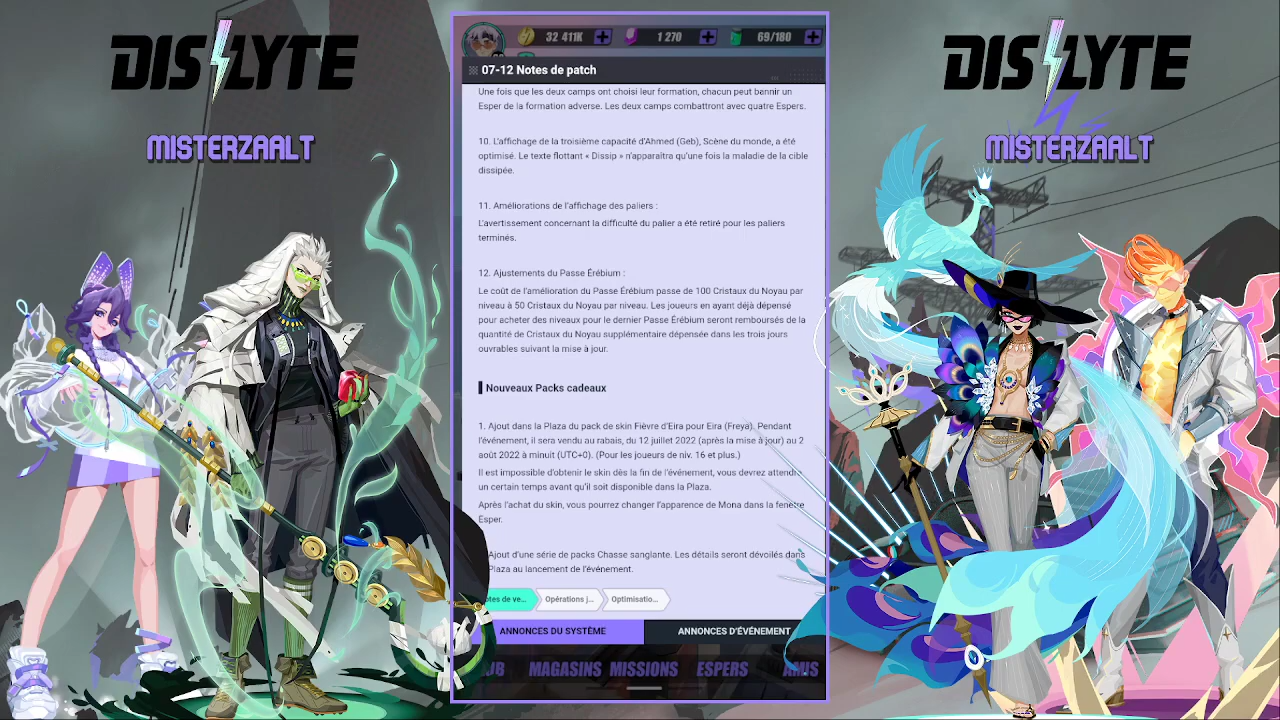 DISLYTE
MISTERZAALT
32 411K
1 270
69/180
07-12 Notes de patch
Une fois que les deux camps ont choisi leur formation, chacun peut bannir un
Esper de la formation adverse. Les deux camps combattront avec quatre Espers.
10. L'affichage de la troisième capacité d'Ahmed (Geb), Scène du monde, a été
optimisé. Le texte flottant « Dissip » n'apparaîtra qu'une fois la maladie de la cible
dissipée.
11. Améliorations de l'affichage des paliers :
L'avertissement concernant la difficulté du palier a été retiré pour les paliers
terminés.
12. Ajustements du Passe Érébium :
Le coût de l'amélioration du Passe Érébium passe de 100 Cristaux du Noyau par
niveau à 50 Cristaux du Noyau par niveau. Les joueurs en ayant déjà dépensé
pour acheter des niveaux pour le dernier Passe Érébium seront remboursés de la
quantité de Cristaux du Noyau supplémentaire dépensée dans les trois jours
ouvrables suivant la mise à jour.
Nouveaux Packs cadeaux
1. Ajout dans la Plaza du pack de skin Fièvre d'Eira pour Eira (Freya). Pendant
l'événement, il sera vendu au rabais, du 12 juillet 2022 (après la mise à jour) au 2
août 2022 à minuit (UTC+0). (Pour les joueurs de niv. 16 et plus.)
Il est impossible d'obtenir le skin dès la fin de l'événement, vous devrez attendre
un certain temps avant qu'il soit disponible dans la Plaza.
Après l'achat du skin, vous pourrez changer l'apparence de Mona dans la fenêtre
Esper.
Ajout d'une série de packs Chasse sanglante. Les détails seront dévoilés dans
Plaza au lancement de l'événement.
otes de ve...
Opérations j...
Optimisatio...
ANNONCES DU SYSTÈME
ANNONCES D'ÉVÉNEMENT
MAGASINS
MISSIONS
ESPERS
AMIS
DISLYTE
MISTERZAALT